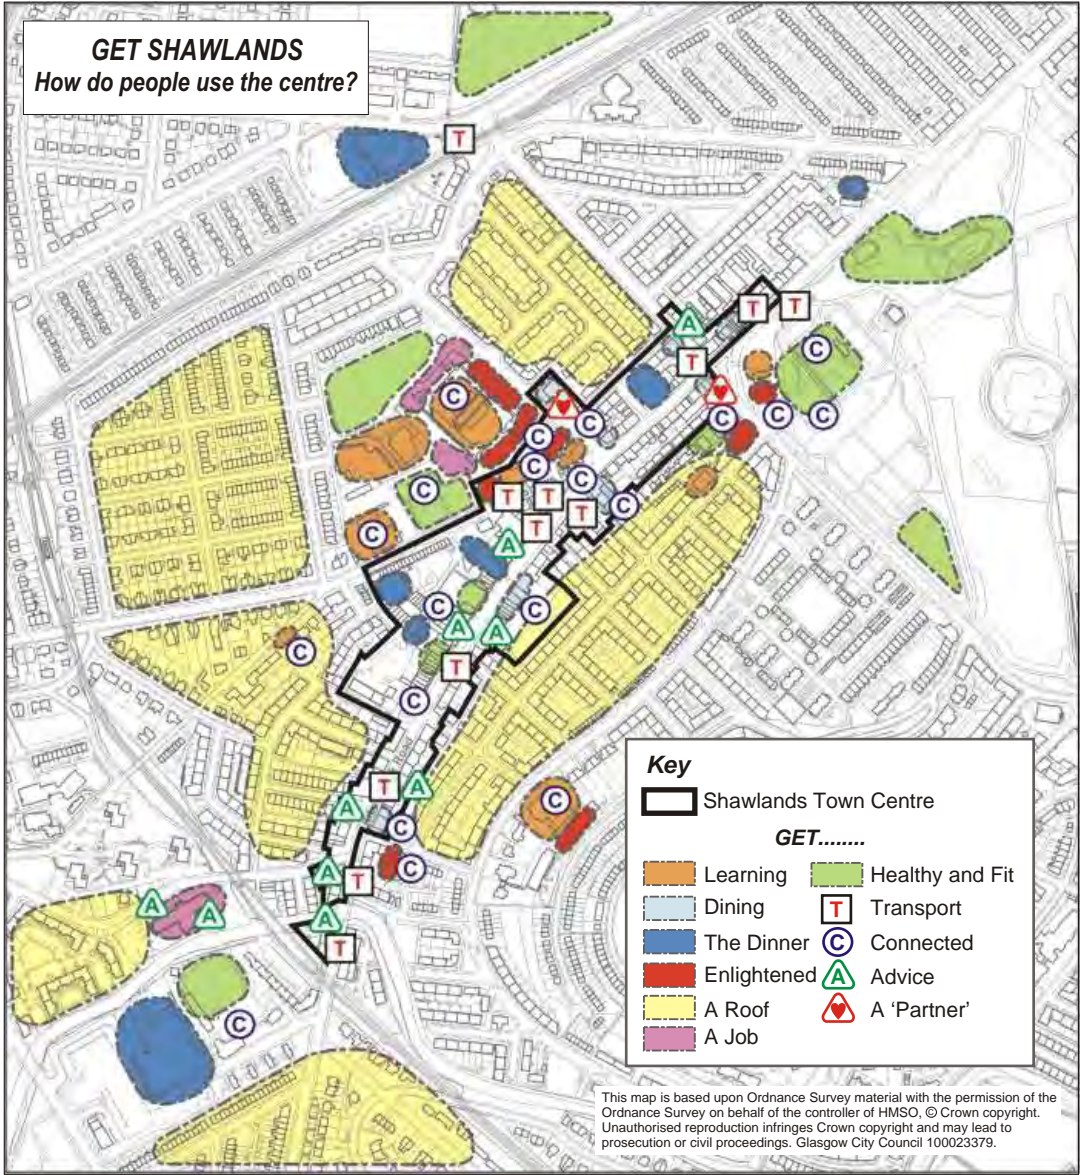 GET SHAWLANDS
How do people use the centre?
T
T
T
A
T
C
C
C
C
C
C
C
C
C
C
C
T
T
T
T
C
C
A
C
C
A
A
C
T
C
T
A
A
C
C
C
A
T
A
A
A
T
C
Key
Shawlands Town Centre
GET........
Learning
Healthy and Fit
Dining
T
Transport
The Dinner
C
Connected
Enlightened
A
Advice
A Roof
A ‘Partner’
A Job
This map is based upon Ordnance Survey material with the permission of the
Ordnance Survey on behalf of the controller of HMSO, © Crown copyright.
Unauthorised reproduction infringes Crown copyright and may lead to
prosecution or civil proceedings. Glasgow City Council 100023379.